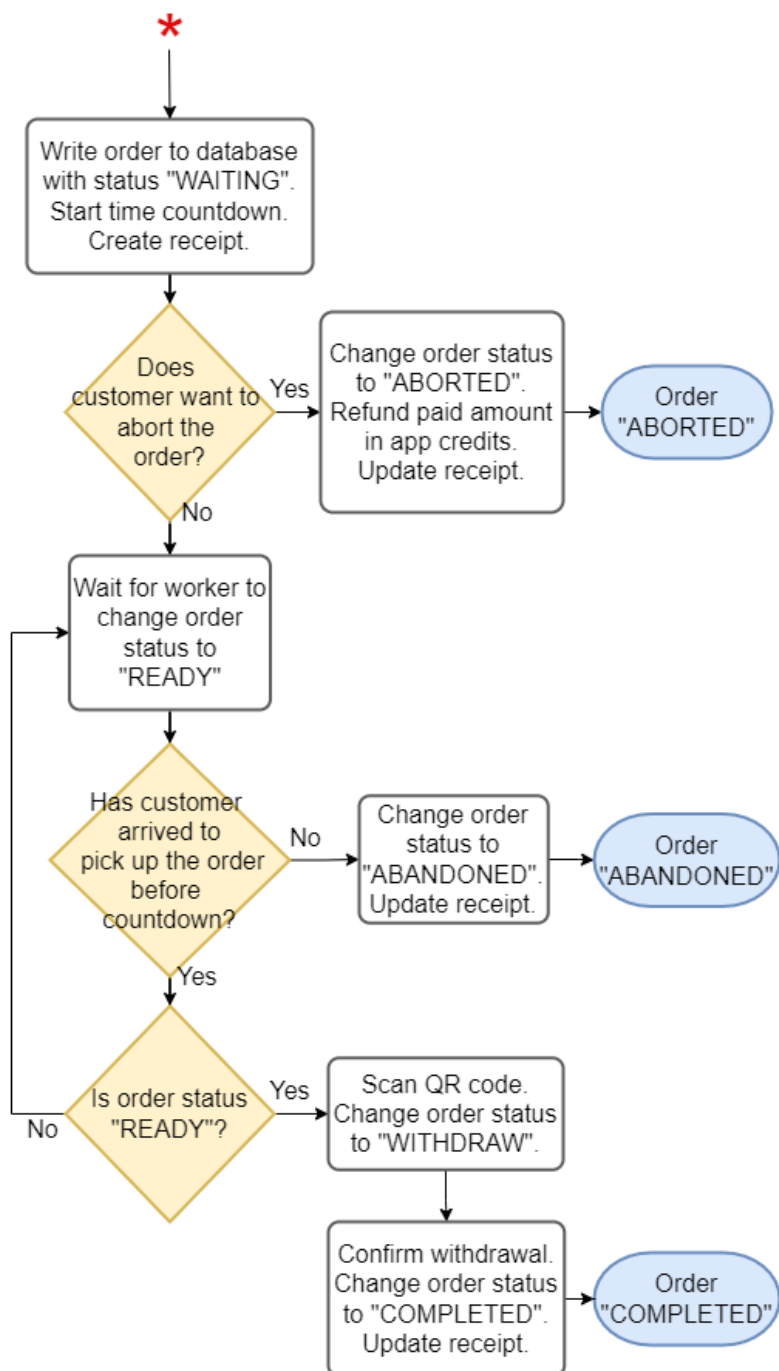 *
Write order to database
with status "WAITING".
Start time countdown.
Create receipt.
Does
customer want to
abort the
order?
Yes
Change order status
to "ABORTED".
Refund paid amount
in app credits.
Update receipt.
Order
"ABORTED"
No
Wait for worker to
change order
status to
"READY"
Has customer
arrived to
pick up the order
before
countdown?
No
Change order
status to
"ABANDONED".
Update receipt.
Order
"ABANDONED"
Yes
Is order status
"READY"?
No
Yes
Scan QR code.
Change order status
to "WITHDRAW".
Confirm withdrawal.
Change order status
to "COMPLETED".
Update receipt.
Order
"COMPLETED"